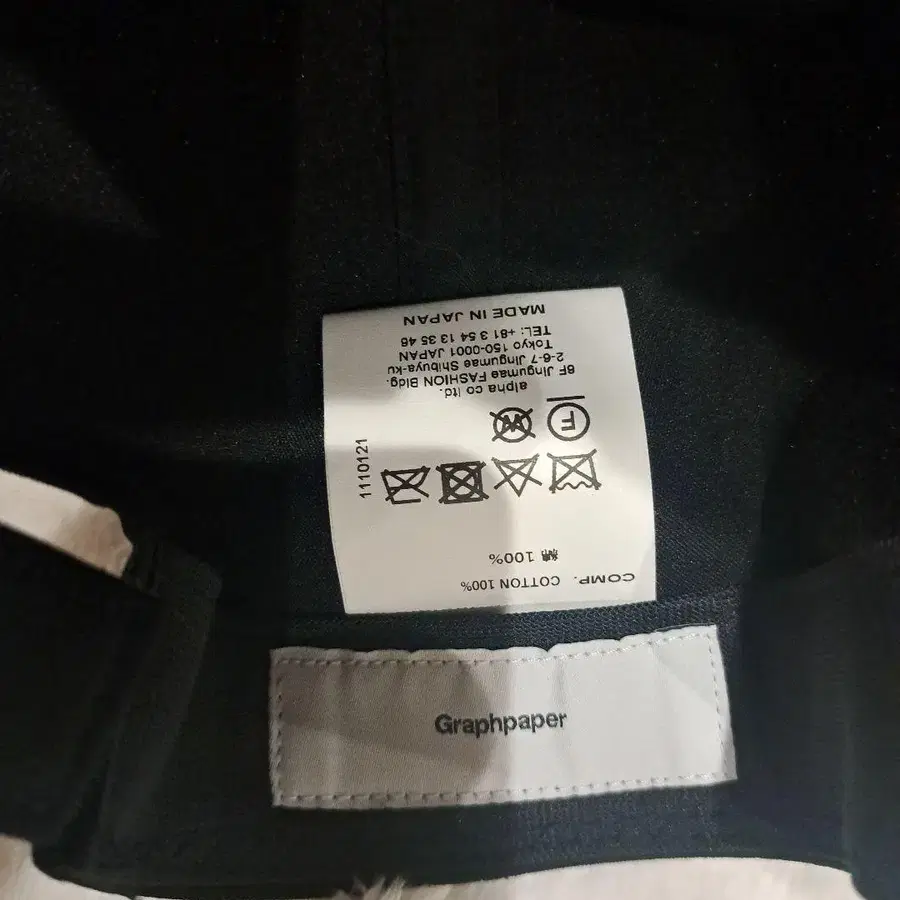 COMP. COTTON 100%
綿 100%
1110121
F
W
alpha co ltd.
6F Jingumae FASHION Bldg.
2-6-7 Jingumae Shibuya-ku
Tokyo 150-0001 JAPAN
TEL: +81 3 54 13 35 46
MADE IN JAPAN
Graphpaper